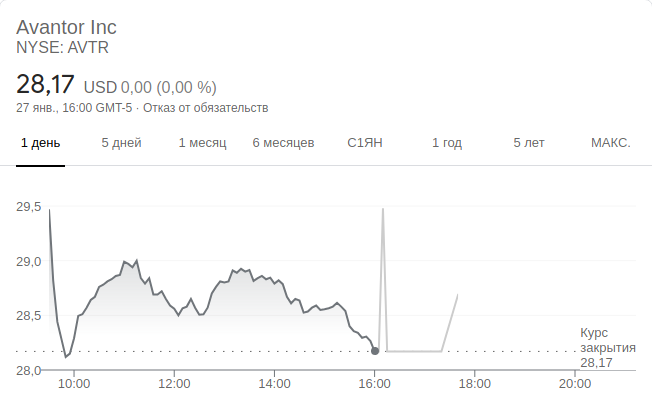 Avantor Inc
NYSE: AVTR
28,17 USD 0,00 (0,00 %)
27 янв., 16:00 GMT-5 · Отказ от обязательств
1 день 5 дней 1 месяц 6 месяцев С1ЯН 1 год 5 лет МАКС.
29,5
29,0
28,5
Курс
закрытия
28,17
28,0
10:00 12:00 14:00 16:00 18:00 20:00